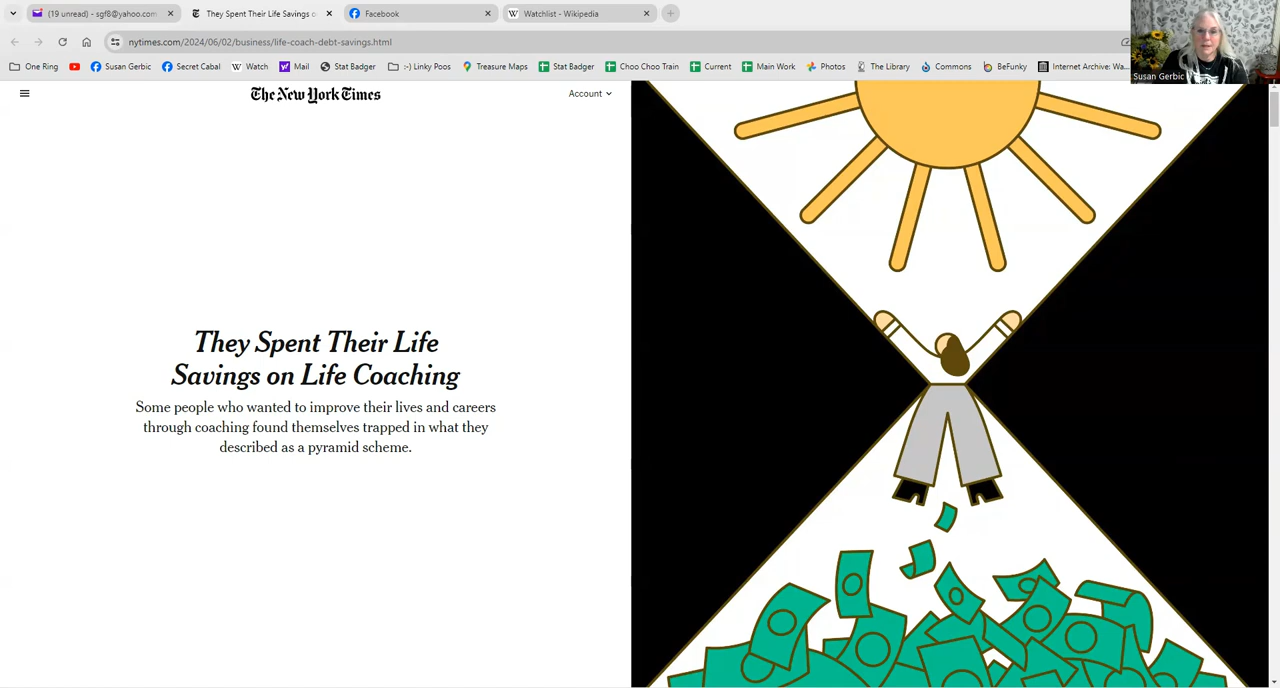 (19 unread) - sgf8@yahoo.com
They Spent Their Life Savings o
Facebook
Watchlist - Wikipedia
nytimes.com/2024/06/02/business/life-coach-debt-savings.html
One Ring
Susan Gerbic
Secret Cabal
Watch
Mail
Stat Badger
:-) Linky Poos
Treasure Maps
Stat Badger
Choo Choo Train
Current
Main Work
Photos
The Library
Commons
BeFunky
Internet Archive: Wa...
Susan Gerbic
The New York Times
Account
They Spent Their Life
Savings on Life Coaching
Some people who wanted to improve their lives and careers
through coaching found themselves trapped in what they
described as a pyramid scheme.